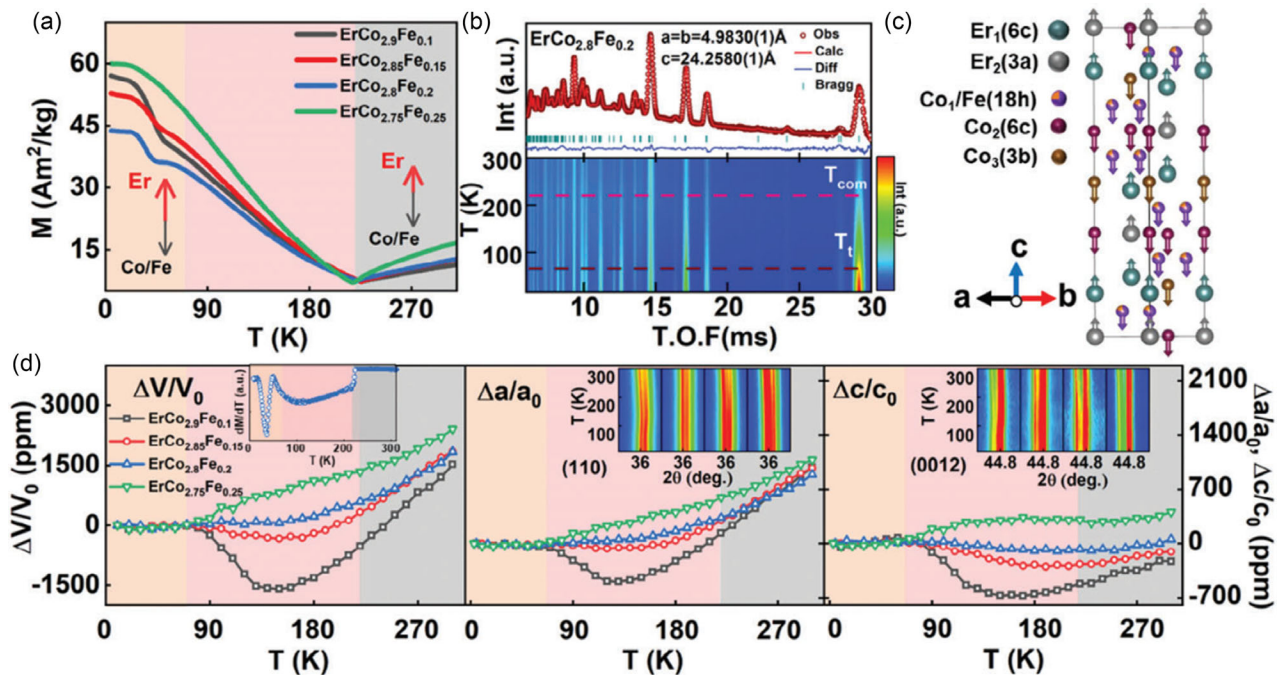 (a)
ErCo2.9Fe0.1
ErCo2.85Fe0.15
ErCo2.8Fe0.2
ErCo2.75Fe0.25
M (Am²/kg)
60
45
30
15
Er
Co/Fe
Er
Co/Fe
90 180 270
T (K)
(b)
ErCo2.8Fe0.2
a=b=4.9830(1)Å
c=24.2580(1)Å
Obs
Calc
Diff
Bragg
Int (a.u.)
T (K)
300
200
100
Tcom
Tt
Int (a.u.)
10 15 20 25 30
T.O.F(ms)
(c)
Er1(6c)
Er2(3a)
Co1/Fe(18h)
Co2(6c)
Co3(3b)
c
a
b
(d)
ΔV/V0 (ppm)
3000
1500
0
-1500
ΔV/V0
ErCo2.9Fe0.1
ErCo2.85Fe0.15
ErCo2.8Fe0.2
ErCo2.75Fe0.25
dM/dT (a.u.)
0 100 200 300
T (K)
0 90 180 270
T (K)
Δa/a0
T (K)
300
200
100
36 36 36 36
(110)
2θ (deg.)
0 90 180 270
T (K)
Δc/c0
T (K)
300
200
100
44.8 44.8 44.8 44.8
(0012)
2θ (deg.)
0 90 180 270
T (K)
2100
1400
700
0
-700
Δa/a0, Δc/c0 (ppm)